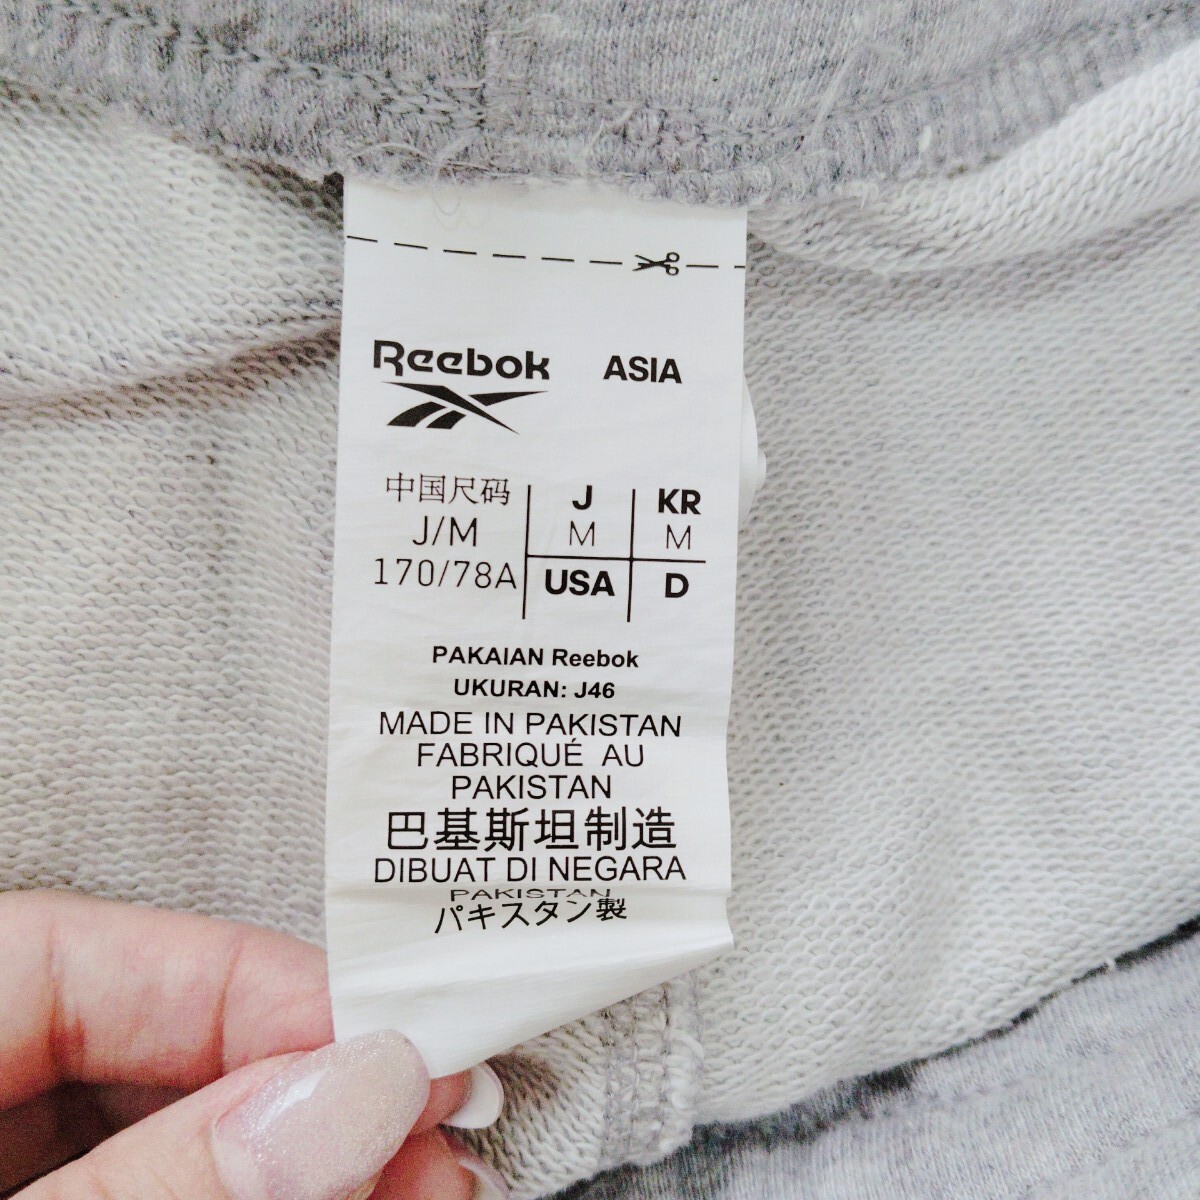 Reebok ASIA
中国尺码 J KR
J/M M M
170/78A USA D
PAKAIAN Reebok
UKURAN: J46
MADE IN PAKISTAN
FABRIQUÉ AU
PAKISTAN
巴基斯坦制造
DIBUAT DI NEGARA
PAKISTAN
パキスタン製